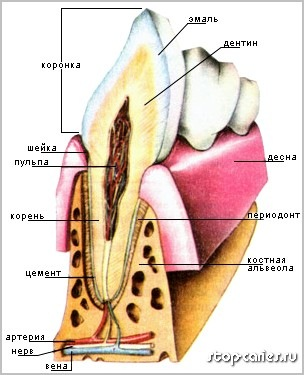 эмаль
дентин
коронка
шейка
пульпа
десна
корень
периодонт
цемент
костная
альвеола
артерия
нерв
вена
stop-caries.ru